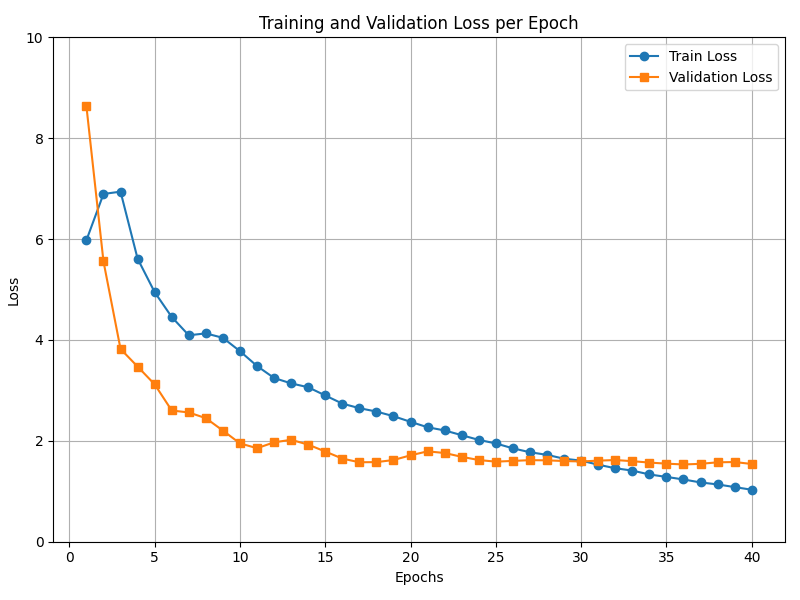 Training and Validation Loss per Epoch
Train Loss
Validation Loss
Loss
10
8
6
4
2
0
0 5 10 15 20 25 30 35 40
Epochs